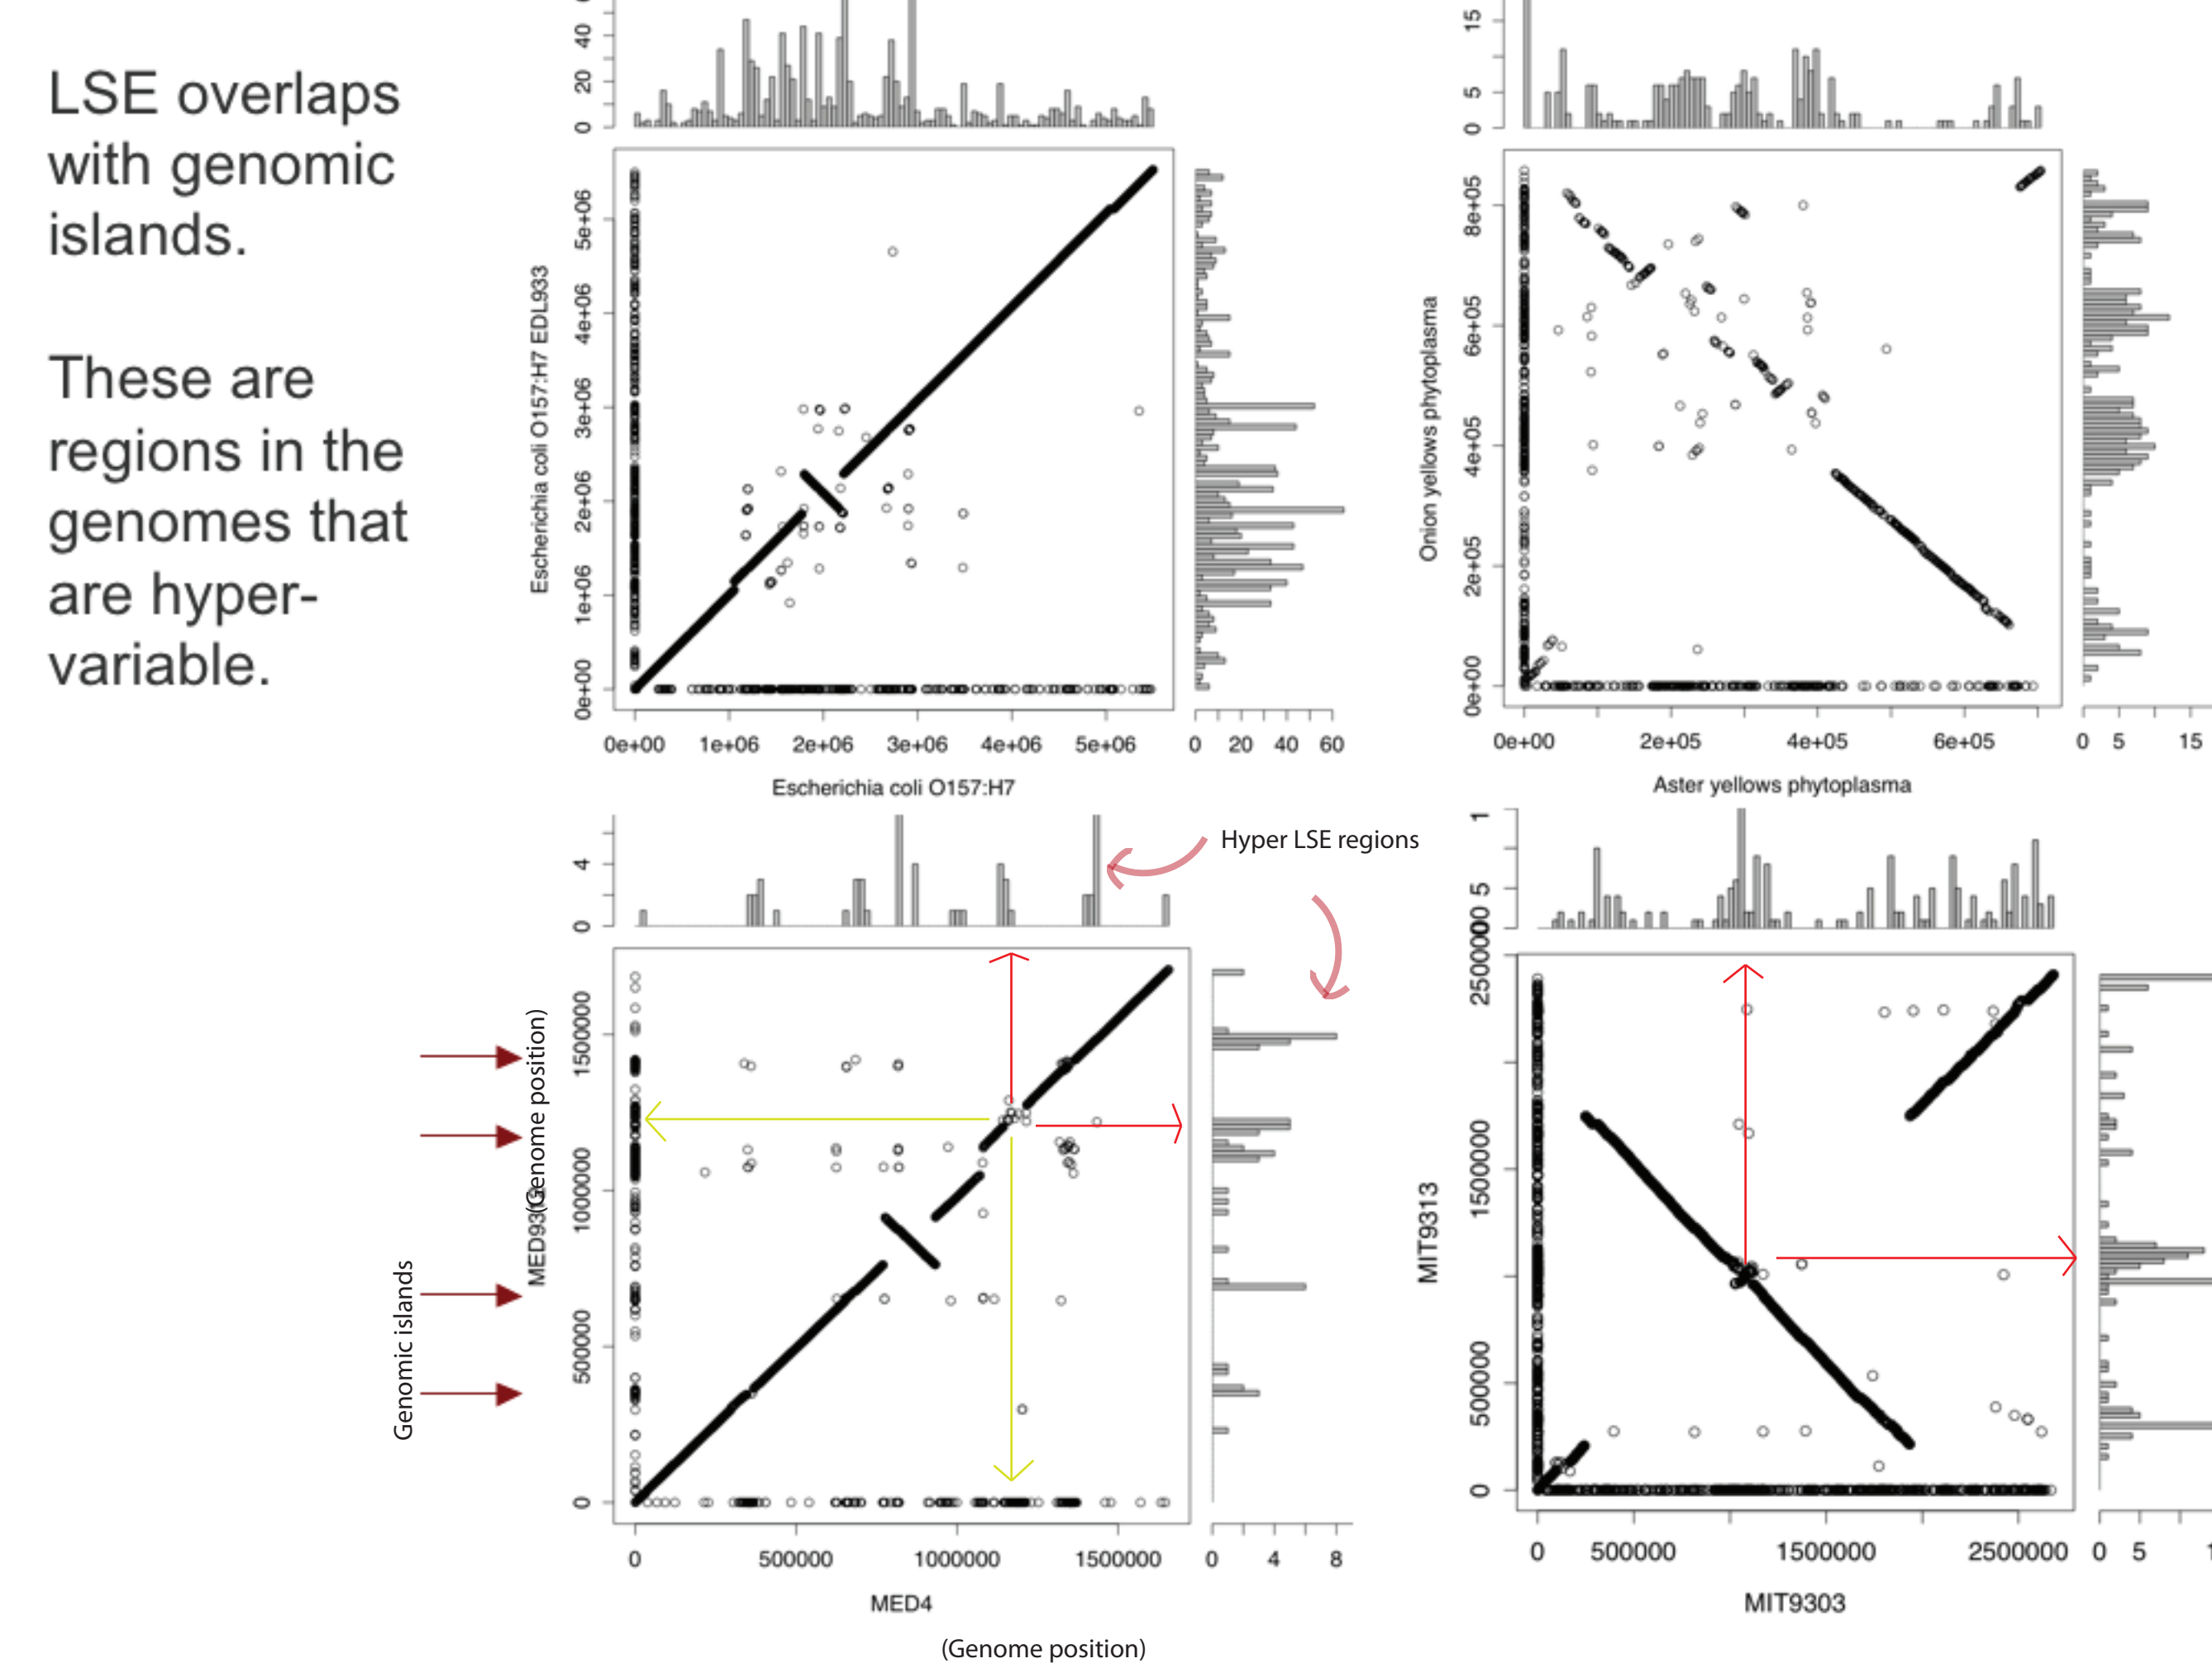 LSE overlaps
with genomic
islands.
These are
regions in the
genomes that
are hyper-
variable.
0 20 40
Escherichia coli O157:H7 EDL933
0e+00 1e+06 2e+06 3e+06 4e+06 5e+06
0e+00 1e+06 2e+06 3e+06 4e+06 5e+06
0 20 40 60
Escherichia coli O157:H7
0 5 15
Onion yellows phytoplasma
0e+00 2e+05 4e+05 6e+05 8e+05
0e+00 2e+05 4e+05 6e+05
0 5 15
Aster yellows phytoplasma
0 4
Hyper LSE regions
Genomic islands
(Genome position)
0 500000 1000000 1500000
0 500000 1000000 1500000
0 4 8
MED4
(Genome position)
5 1
MIT9313
0 500000 1500000 2500000
0 500000 1500000 2500000
0 5
MIT9303